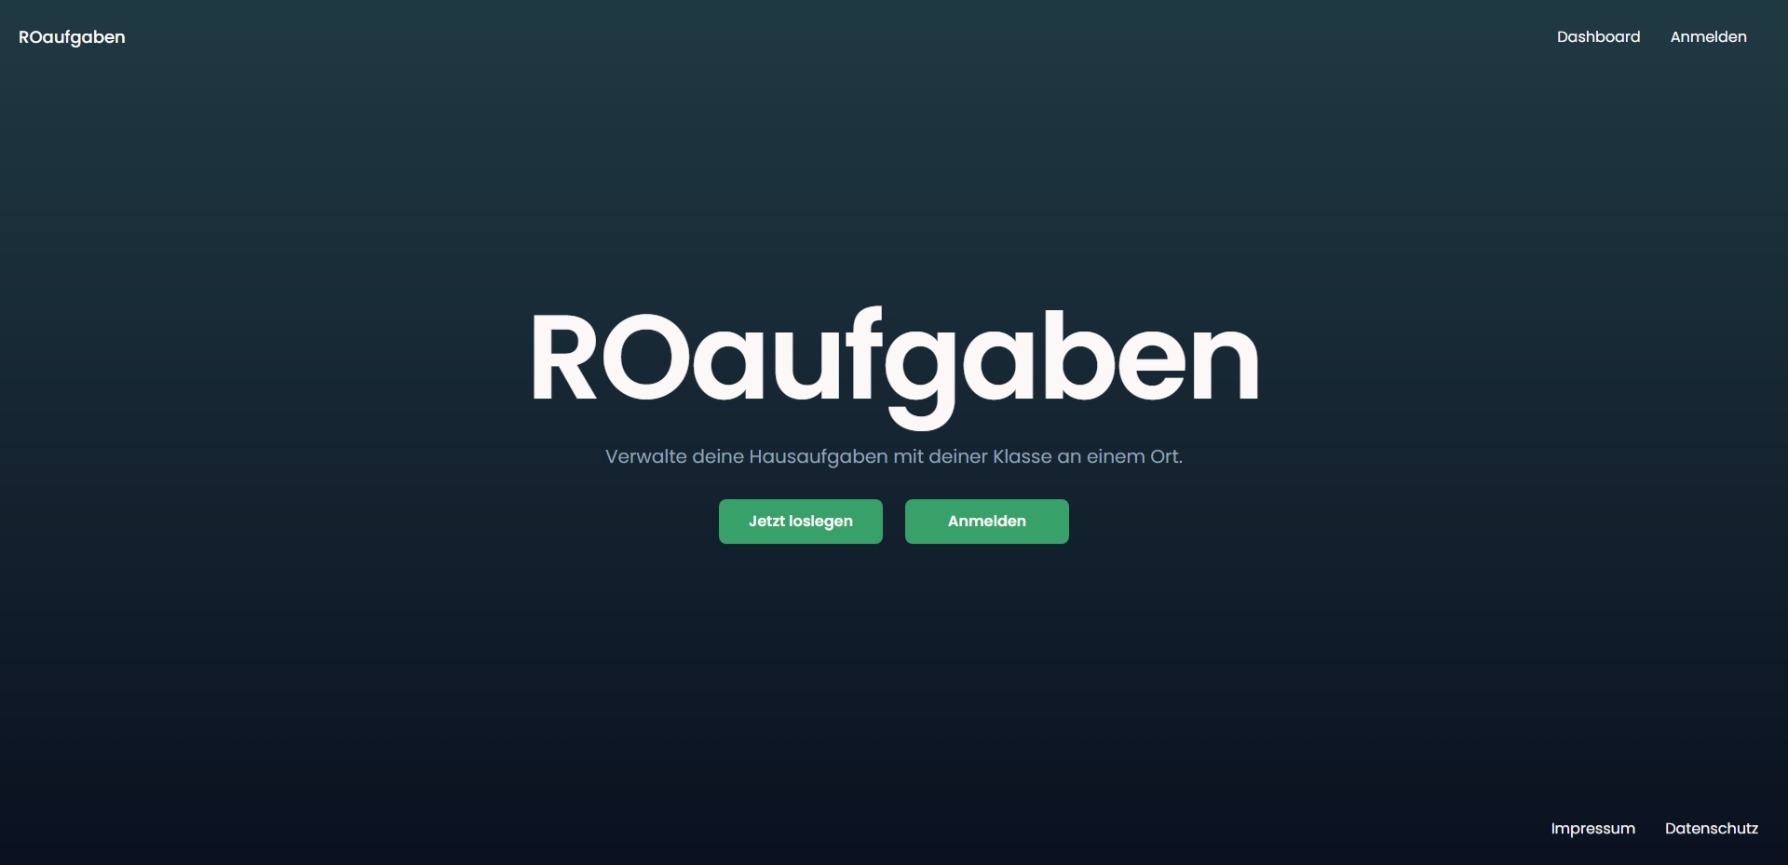 ROaufgaben
Dashboard Anmelden
ROaufgaben
Verwalte deine Hausaufgaben mit deiner Klasse an einem Ort.
Jetzt loslegen Anmelden
Impressum Datenschutz